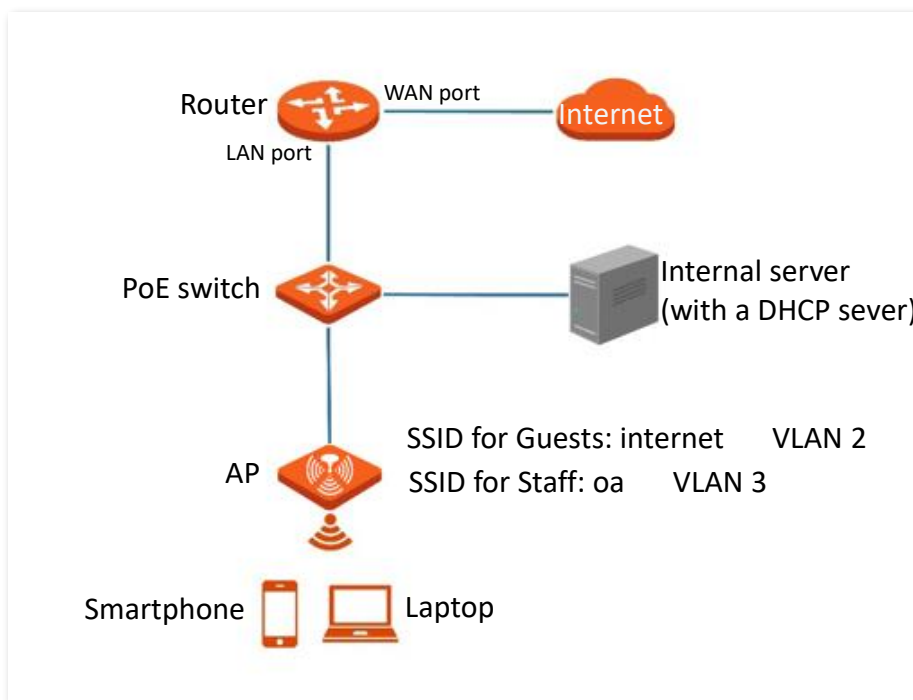 Router
WAN port
Internet
LAN port
PoE switch
Internal server
(with a DHCP sever)
AP
SSID for Guests: internet VLAN 2
SSID for Staff: oa VLAN 3
Smartphone
Laptop